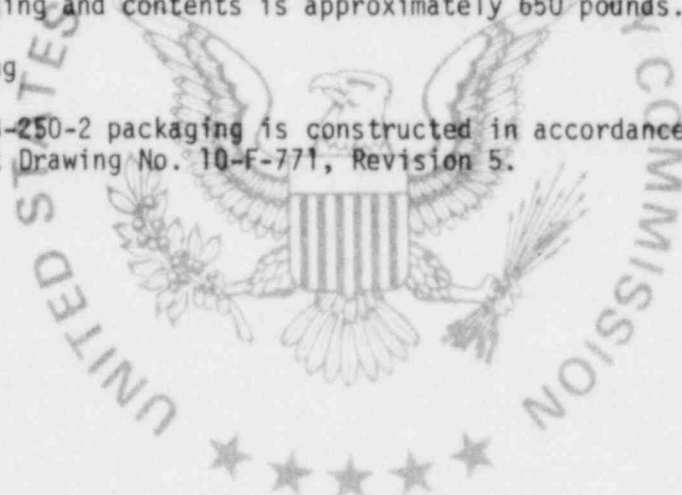 ing and contents is approximately 650 pounds.
g
-250-2 packaging is constructed in accordance
Drawing No. 10-F-771, Revision 5.
UNITED STATES
Y COMMISSION